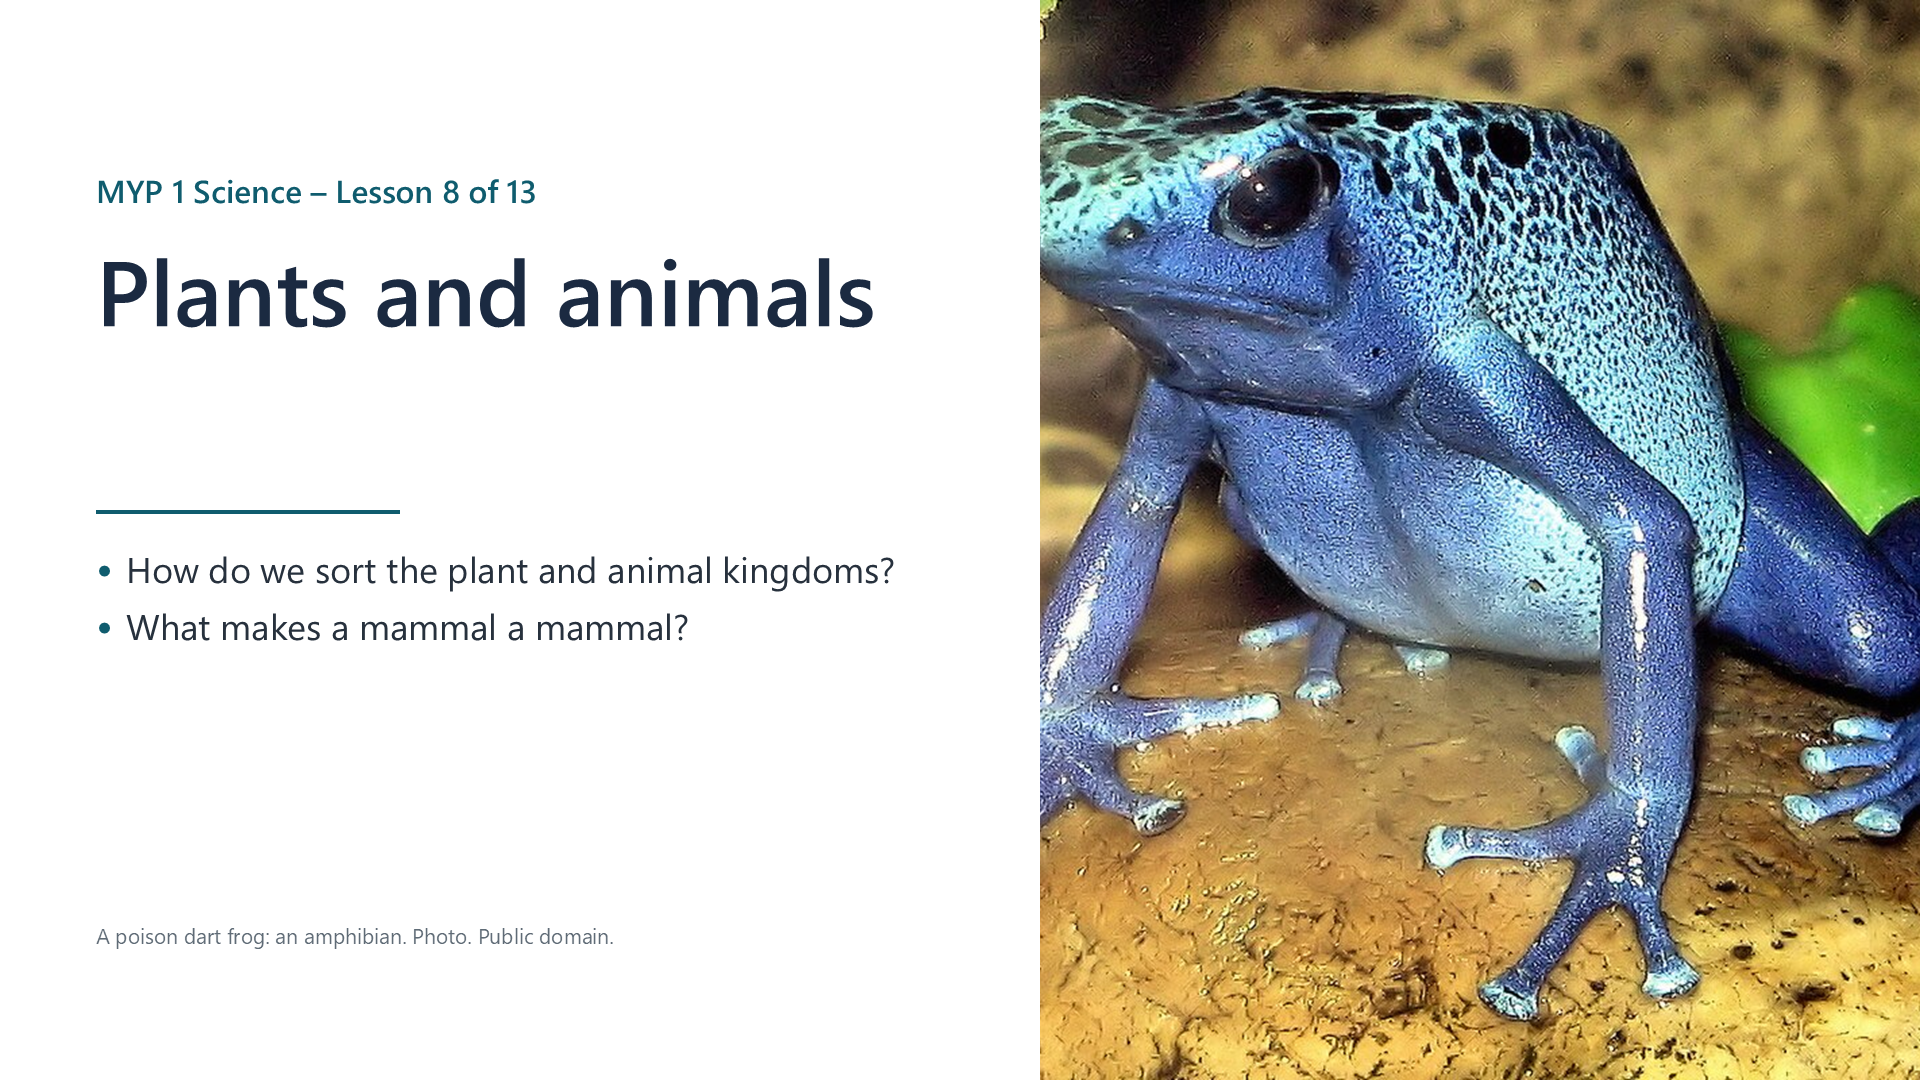 MYP 1 Science – Lesson 8 of 13
Plants and animals
• How do we sort the plant and animal kingdoms?
• What makes a mammal a mammal?
A poison dart frog: an amphibian. Photo. Public domain.